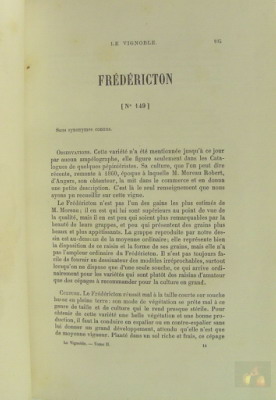 LE VIGNOBLE
FRÉDÉRICTON
[N° 149]
Sans synonymes connus.
OBSERVATIONS. Cette variété n'a été mentionnée jusqu'à ce jour
par aucun ampélographe, elle figure seulement dans les Cata-
logues de quelques pépiniéristes. Sa culture, que l'on peut dire
récente, remonte à 1860, époque à laquelle M. Moreau Robert,
d'Angers, son obtenteur, la mit dans le commerce et en donna
une petite description. C'est là le seul renseignement que nous
ayons pu recueillir sur cette vigne.
Le Frédéricton n'est pas l'un des gains les plus estimés de
M. Moreau; il en est qui lui sont supérieurs au point de vue de
la qualité, mais il en est peu qui soient plus remarquables par la
beauté de leurs grappes, et peu qui présentent des grains plus
beaux et plus appétissants. La grappe reproduite par notre des-
sin est au-dessous de la moyenne ordinaire; elle représente bien
la disposition de ce raisin et la forme de ses grains, mais elle n'a
pas l'ampleur ordinaire du Frédéricton. Il n'est pas toujours facile
de fournir au dessinateur des modèles irréprochables, surtout
lorsqu'on ne dispose que d'une seule souche, ce qui arrive ordi-
nairement pour les variétés qui sont plutôt des raisins d'amateur
que des cépages à recommander pour la culture en grand.
CULTURE. Le Frédéricton réussit mal à la taille courte sur souche
basse en pleine terre: son mode de végétation se prête mal à ce
genre de taille et de culture qui le rend presque stérile. Pour
obtenir de cette variété une belle végétation et une bonne pro-
duction, il faut la conduire en espalier ou en contre-espalier sans
lui donner un grand développement, attendu qu'elle n'est pas
d'une vigueur moyenne. Planté dans un sol riche et frais, ce cépage
Le Vignoble. — Tome II.